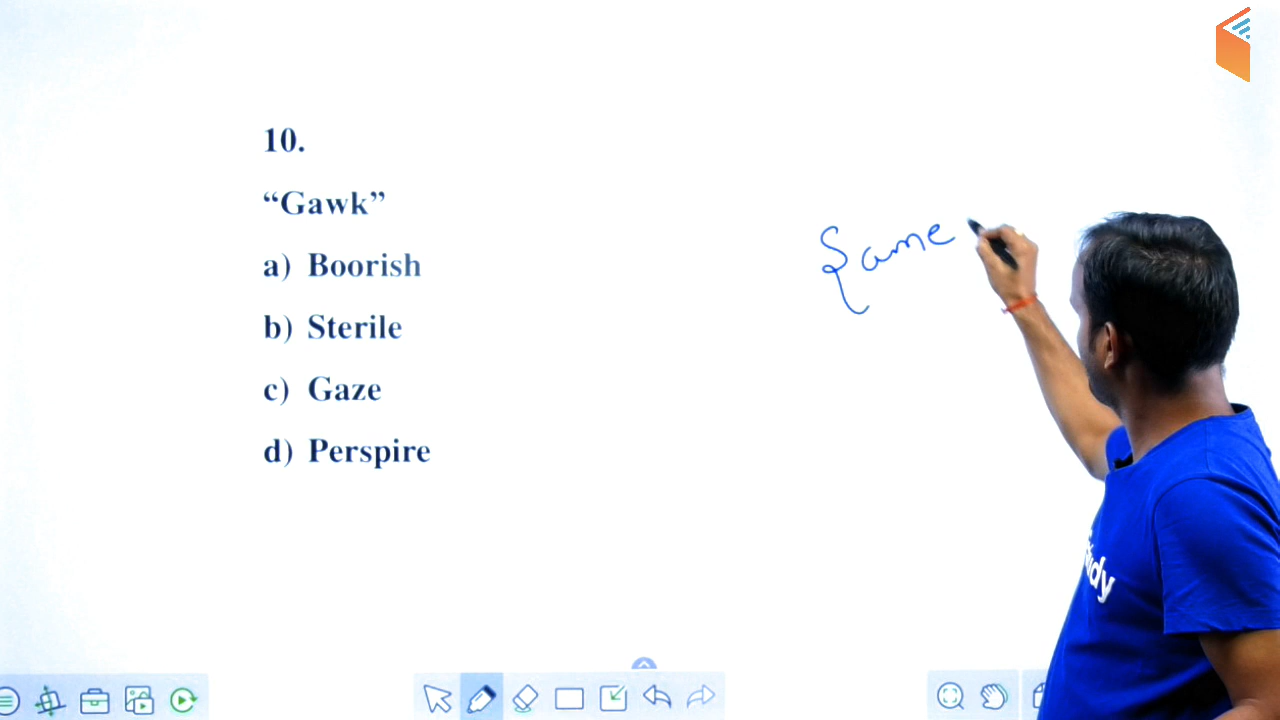 10.
“Gawk”
a) Boorish
b) Sterile
c) Gaze
d) Perspire
Same